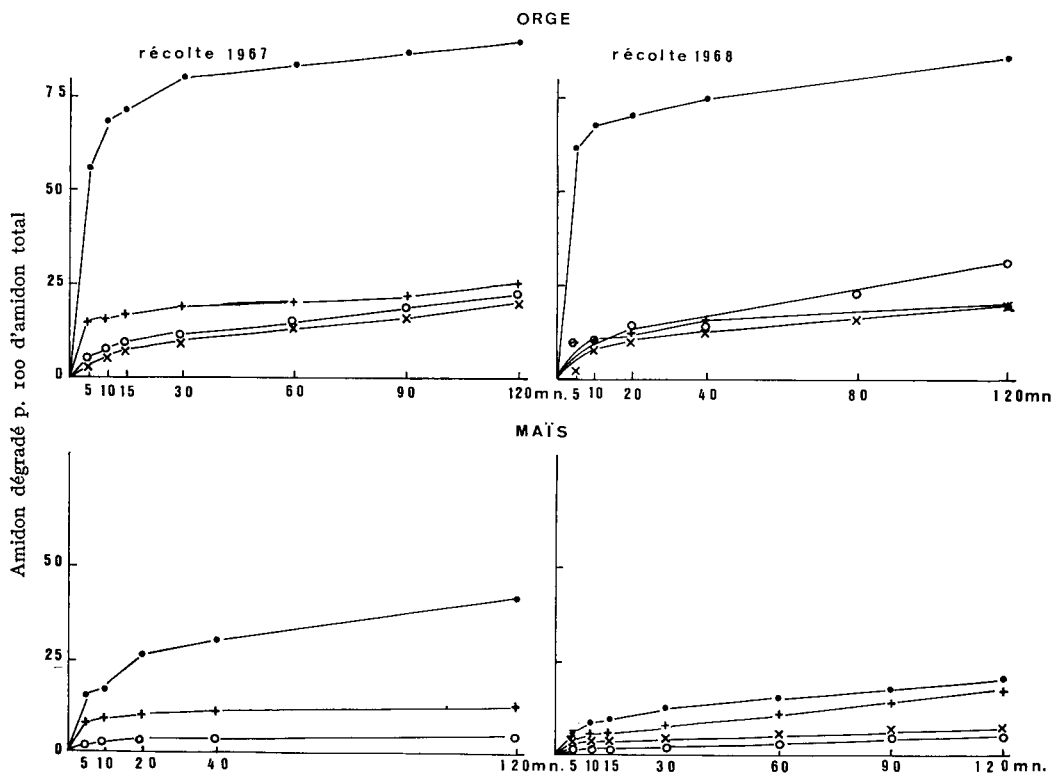 ORGE
récolte 1967
récolte 1968
75
50
25
0
5 10 15 30 60 90 120mn.
5 10 20 40 80 120mn
MAÏS
50
25
0
5 10 20 40 120mn.
5 10 15 30 60 90 120mn.
Amidon dégradé p. 100 d'amidon total